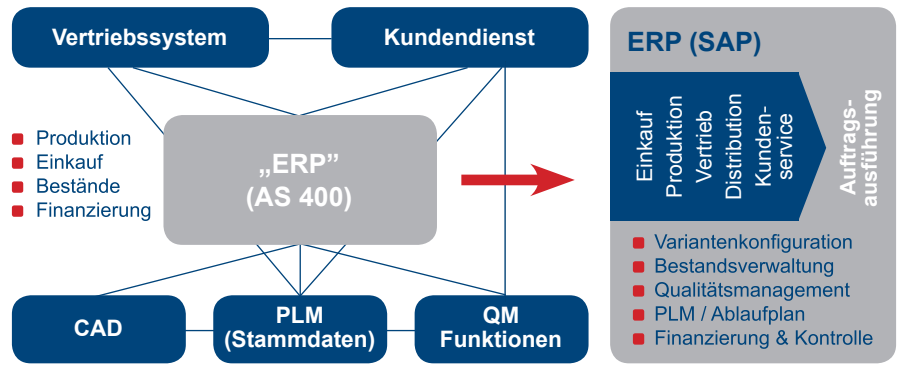 Vertriebssystem
Kundendienst
Produktion
Einkauf
Bestände
Finanzierung
„ERP”
(AS 400)
CAD
PLM
(Stammdaten)
QM
Funktionen
ERP (SAP)
Einkauf
Produktion
Vertrieb
Distribution
Kunden-
service
Auftrags-
ausführung
Variantenkonfiguration
Bestandsverwaltung
Qualitätsmanagement
PLM / Ablaufplan
Finanzierung & Kontrolle